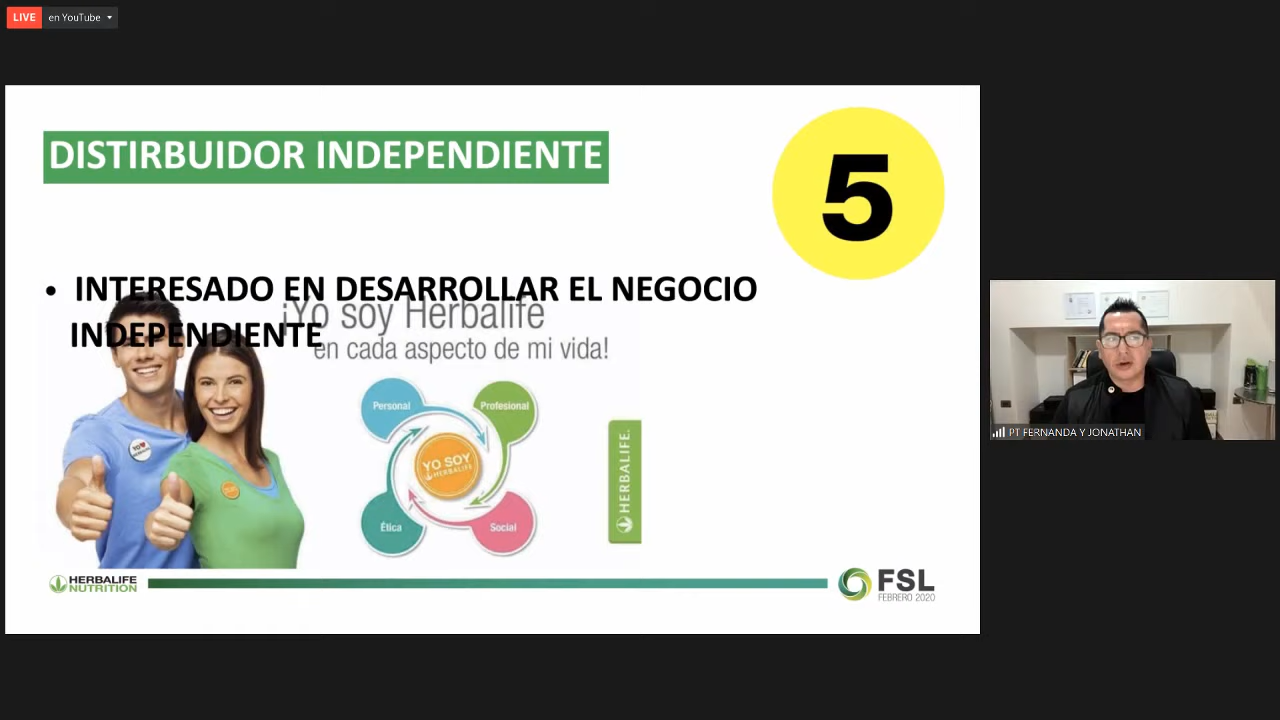 LIVE en YouTube
DISTIRBUIDOR INDEPENDIENTE
5
• INTERESADO EN DESARROLLAR EL NEGOCIO
INDEPENDIENTE
¡Yo soy Herbalife
en cada aspecto de mi vida!
Personal
Profesional
YO SOY
HERBALIFE
Ética
Social
HERBALIFE.
YO
HERBALIFE
NUTRITION
FSL
FEBRERO 2020
PT FERNANDA Y JONATHAN